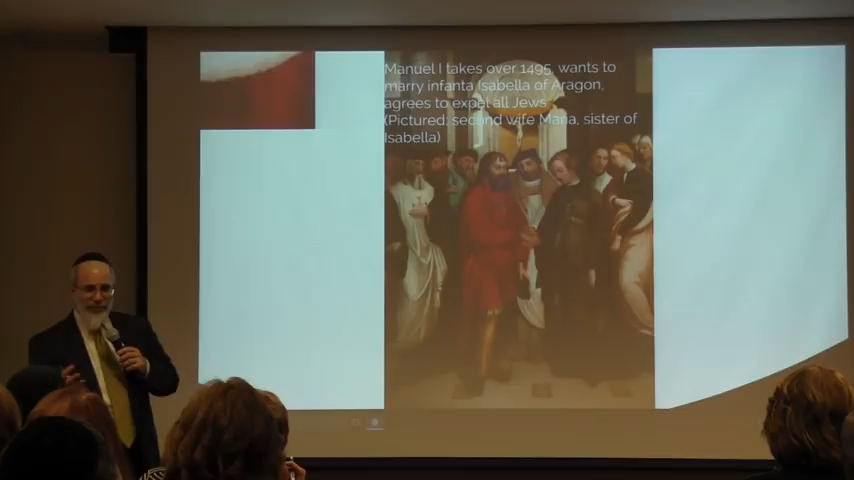 Manuel I takes over 1495, wants to
marry infanta Isabella of Aragon,
agrees to expel all Jews
(Pictured: second wife Maria, sister of
Isabella)